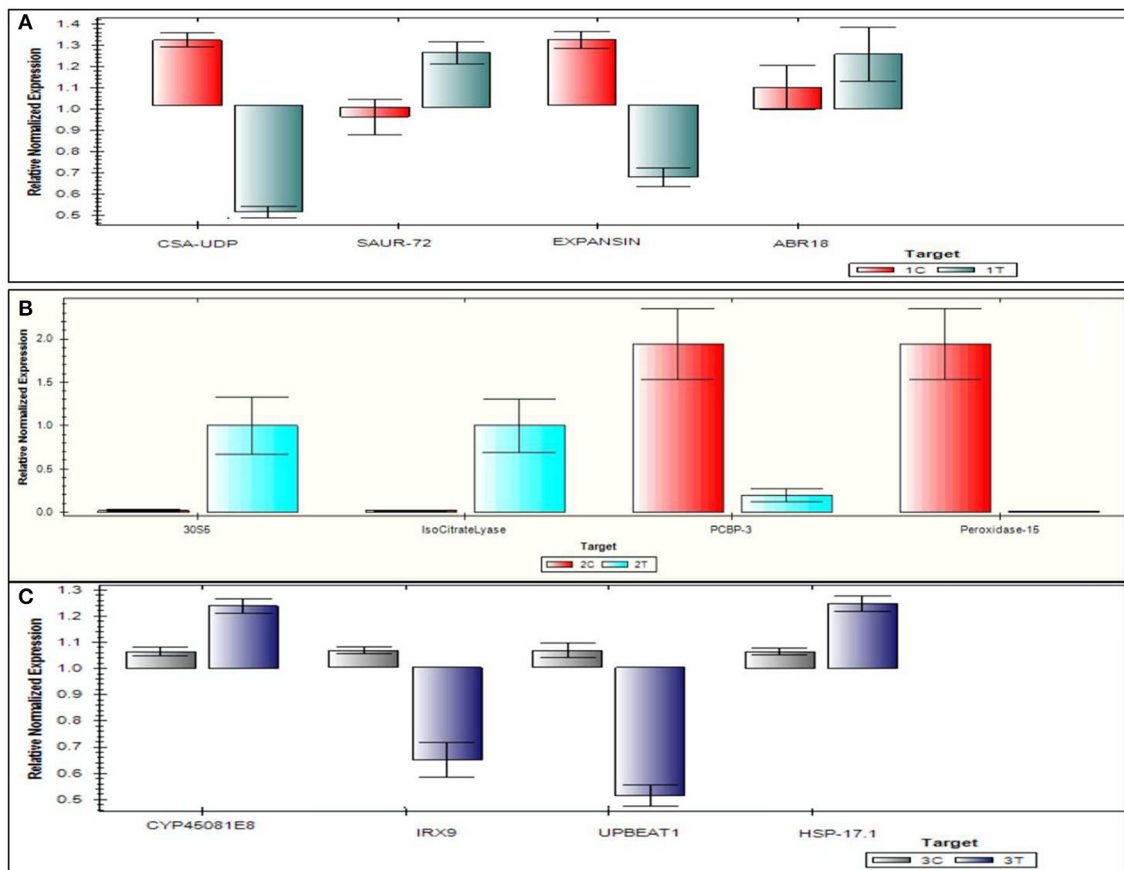 A
Relative Normalized Expression
1.4
1.3
1.2
1.1
1.0
0.9
0.8
0.7
0.6
0.5
CSA-UDP SAUR-72 EXPANSIN ABR18
Target
1C 1T
B
Relative Normalized Expression
2.0
1.5
1.0
0.5
0.0
30S6 IsoCitrateLyase PCBP-3 Peroxidase-15
Target
2C 2T
C
Relative Normalized Expression
1.3
1.2
1.1
1.0
0.9
0.8
0.7
0.6
0.5
CYP45081E8 IRX9 UPBEAT1 HSP-17.1
Target
3C 3T